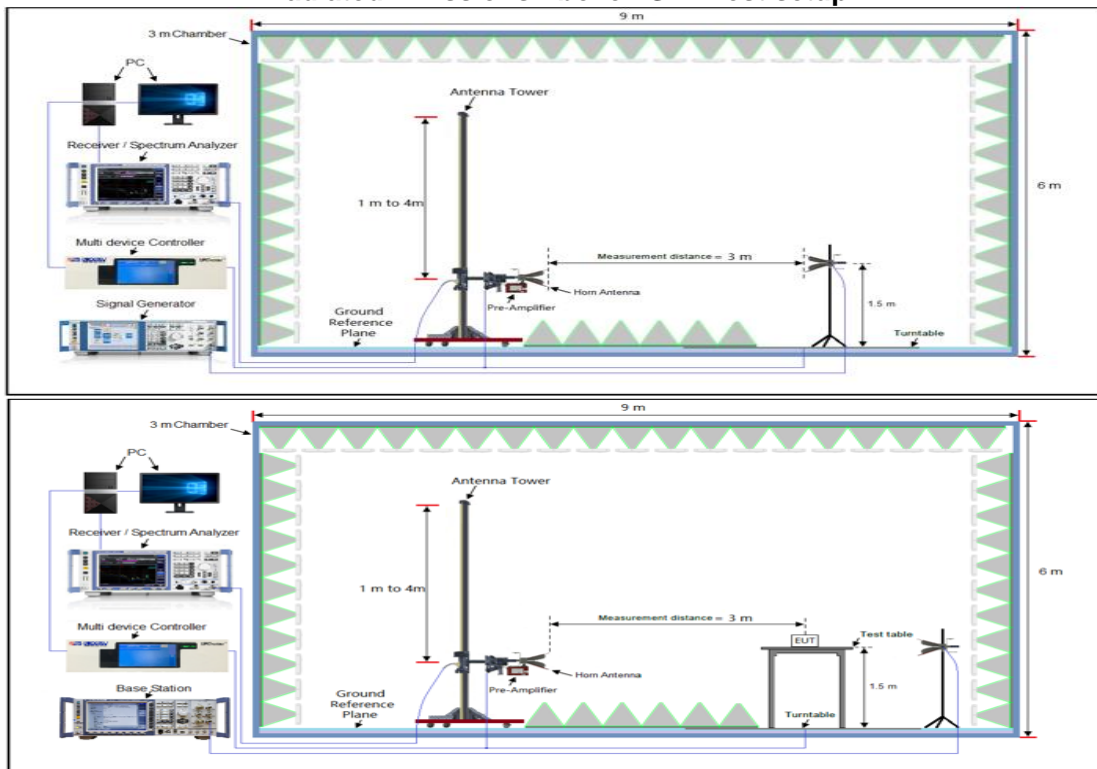 9 m
3 m Chamber
PC
Antenna Tower
Receiver / Spectrum Analyzer
6 m
1 m to 4m
Multi device Controller
Measurement distance = 3 m
Horn Antenna
Pre-Amplifier
Signal Generator
1.5 m
Ground
Reference
Plane
Turntable
9 m
3 m Chamber
PC
Antenna Tower
Receiver / Spectrum Analyzer
6 m
1 m to 4m
Measurement distance = 3 m
Multi device Controller
EUT
Test table
Horn Antenna
Pre-Amplifier
Base Station
1.5 m
Ground
Reference
Plane
Turntable